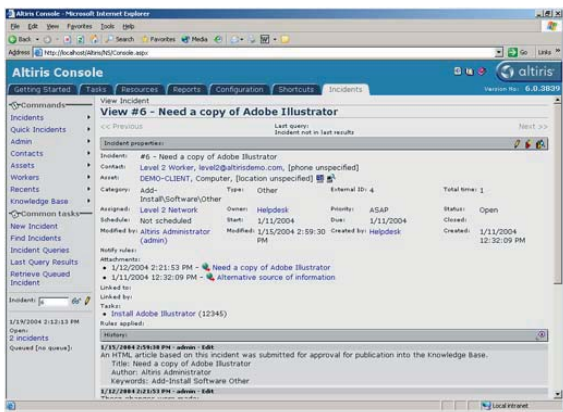 Altiris Console - Microsoft Internet Explorer
File Edit View Favorites Tools Help
Back Search Favorites Media
Address http://localhost/Altiris/NS/Console.aspx Go Links
Altiris Console altiris
Getting Started Tasks Resources Reports Configuration Shortcuts Incidents Version No: 6.0.3839
Commands
Incidents
Quick Incidents
Admin
Contacts
Assets
Workers
Recents
Knowledge Base
Common tasks
New Incident
Find Incidents
Incident Queries
Last Query Results
Retrieve Queued
Incident
Incident:
1/19/2004 2:12:13 PM
Open:
2 incidents
Queued [no queue]:
View Incident
View #6 - Need a copy of Adobe Illustrator
<< Previous Last query: Next >>
Incident not in last results
Incident properties:
Incident: #6 - Need a copy of Adobe Illustrator
Contact: Level 2 Worker, level2@altirisdemo.com, [phone unspecified]
Asset: DEMO-CLIENT, Computer, [location unspecified]
Category: Add-Install\Software\Other Type: Other External ID: 4 Total time: 1
Assigned: Level 2 Network Owner: Helpdesk Priority: ASAP Status: Open
Schedule: Not scheduled Start: 1/11/2004 Due: 1/11/2004 Closed:
Modified by: Altiris Administrator (admin) Modified: 1/15/2004 2:59:30 PM Created by: Helpdesk Created: 1/11/2004 12:32:09 PM
Notify rules:
Attachments:
• 1/12/2004 2:21:53 PM - Need a copy of Adobe Illustrator
• 1/11/2004 12:32:09 PM - Alternative source of information
Linked to:
Linked by:
Tasks:
• Install Adobe Illustrator (12345)
Rules applied:
History:
1/15/2004 2:59:30 PM - admin - Edit
An HTML article based on this incident was submitted for approval for publication into the Knowledge Base.
Title: Need a copy of Adobe Illustrator
Author: Altiris Administrator
Keywords: Add-Install Software Other
1/12/2004 2:21:53 PM - admin - Edit
Local intranet